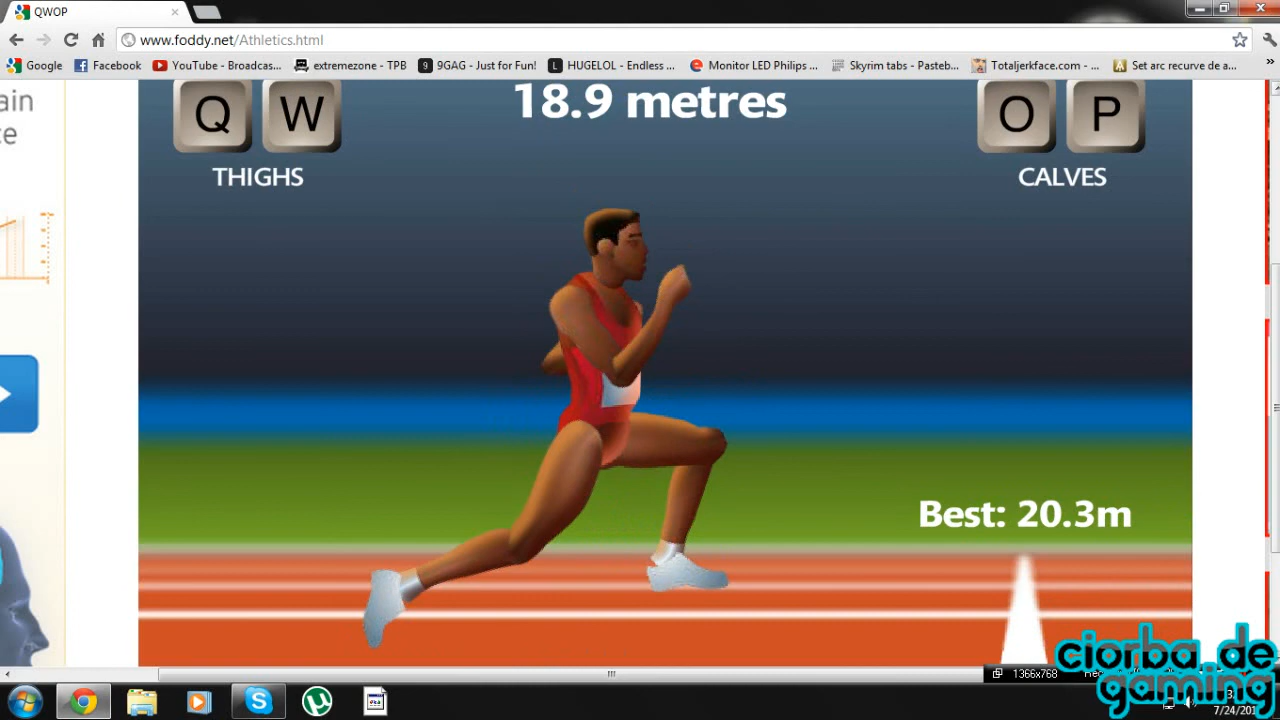 QWOP
www.foddy.net/Athletics.html
Google
Facebook
YouTube - Broadcas...
extremezone - TPB
9GAG - Just for Fun!
HUGELOL - Endless ...
Monitor LED Philips ...
Skyrim tabs - Pasteb...
Totaljerkface.com - ...
Set arc recurve de a...
ain
ce
Q W
18.9 metres
O P
THIGHS
CALVES
Best: 20.3m
1366x768
ciorba de
gaming